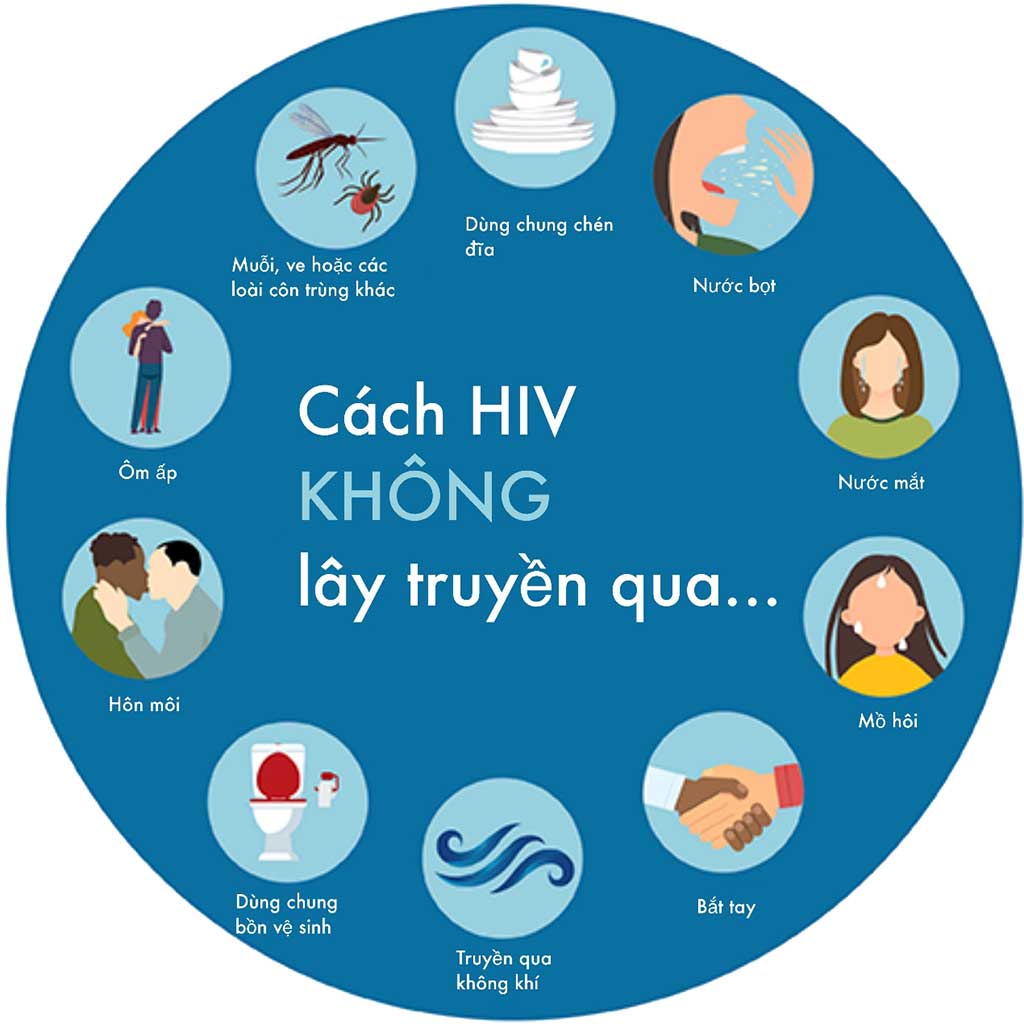 Dùng chung chén
đĩa
Nước bọt
Muỗi, ve hoặc các
loài côn trùng khác
Cách HIV
KHÔNG
lây truyền qua...
Ôm ấp
Nước mắt
Hôn môi
Mồ hôi
Dùng chung
bồn vệ sinh
Bắt tay
Truyền qua
không khí